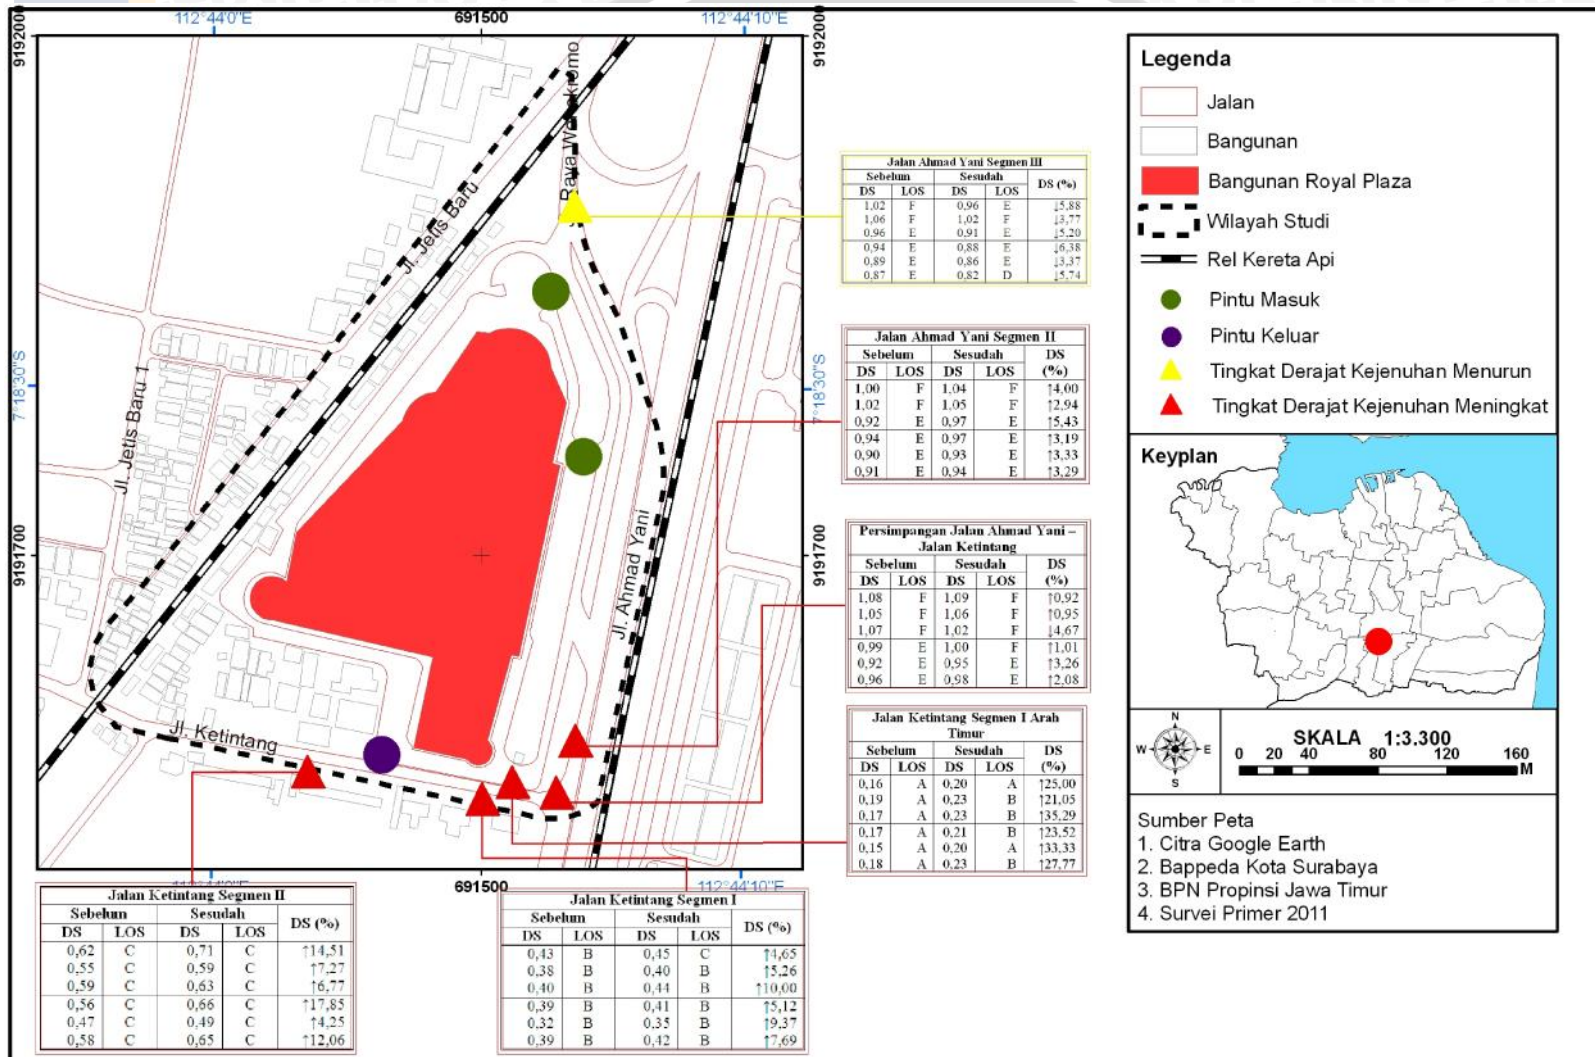 112°44'0"E 691500 112°44'10"E
9192000
9192000
Jl. Jetis Baru
Jl. Jetis Baru 1
7°18'30"S
7°18'30"S
9191700
9191700
Jl. Ahmad Yani
Jl. Ketintang
112°44'0"E 691500 112°44'10"E
Jalan Ahmad Yani Segmen III
Sebelum Sesudah DS (%)
DS LOS DS LOS
1,02 F 0,96 E ↓5,88
1,06 F 1,02 F ↓3,77
0,96 E 0,91 E ↓5,20
0,94 E 0,88 E ↓6,38
0,89 E 0,86 E ↓3,37
0,87 E 0,82 D ↓5,74
Jalan Ahmad Yani Segmen II
Sebelum Sesudah DS (%)
DS LOS DS LOS
1,00 F 1,04 F ↑4,00
1,02 F 1,05 F ↑2,94
0,92 E 0,97 E ↑5,43
0,94 E 0,97 E ↑3,19
0,90 E 0,93 E ↑3,33
0,91 E 0,94 E ↑3,29
Persimpangan Jalan Ahmad Yani –
Jalan Ketintang
Sebelum Sesudah DS (%)
DS LOS DS LOS
1,08 F 1,09 F ↑0,92
1,05 F 1,06 F ↑0,95
1,07 F 1,02 F ↓4,67
0,99 E 1,00 F ↑1,01
0,92 E 0,95 E ↑3,26
0,96 E 0,98 E ↑2,08
Jalan Ketintang Segmen I Arah
Timur
Sebelum Sesudah DS (%)
DS LOS DS LOS
0,16 A 0,20 A ↑25,00
0,19 A 0,23 B ↑21,05
0,17 A 0,23 B ↑35,29
0,17 A 0,21 B ↑23,52
0,15 A 0,20 A ↑33,33
0,18 A 0,23 B ↑27,77
Jalan Ketintang Segmen II
Sebelum Sesudah DS (%)
DS LOS DS LOS
0,62 C 0,71 C ↑14,51
0,55 C 0,59 C ↑7,27
0,59 C 0,63 C ↑6,77
0,56 C 0,66 C ↑17,85
0,47 C 0,49 C ↑4,25
0,58 C 0,65 C ↑12,06
Jalan Ketintang Segmen I
Sebelum Sesudah DS (%)
DS LOS DS LOS
0,43 B 0,45 C ↑4,65
0,38 B 0,40 B ↑5,26
0,40 B 0,44 B ↑10,00
0,39 B 0,41 B ↑5,12
0,32 B 0,35 B ↑9,37
0,39 B 0,42 B ↑7,69
Legenda
Jalan
Bangunan
Bangunan Royal Plaza
Wilayah Studi
Rel Kereta Api
Pintu Masuk
Pintu Keluar
Tingkat Derajat Kejenuhan Menurun
Tingkat Derajat Kejenuhan Meningkat
Keyplan
N
W E
S
SKALA 1:3.300
0 20 40 80 120 160
M
Sumber Peta
1. Citra Google Earth
2. Bappeda Kota Surabaya
3. BPN Propinsi Jawa Timur
4. Survei Primer 2011